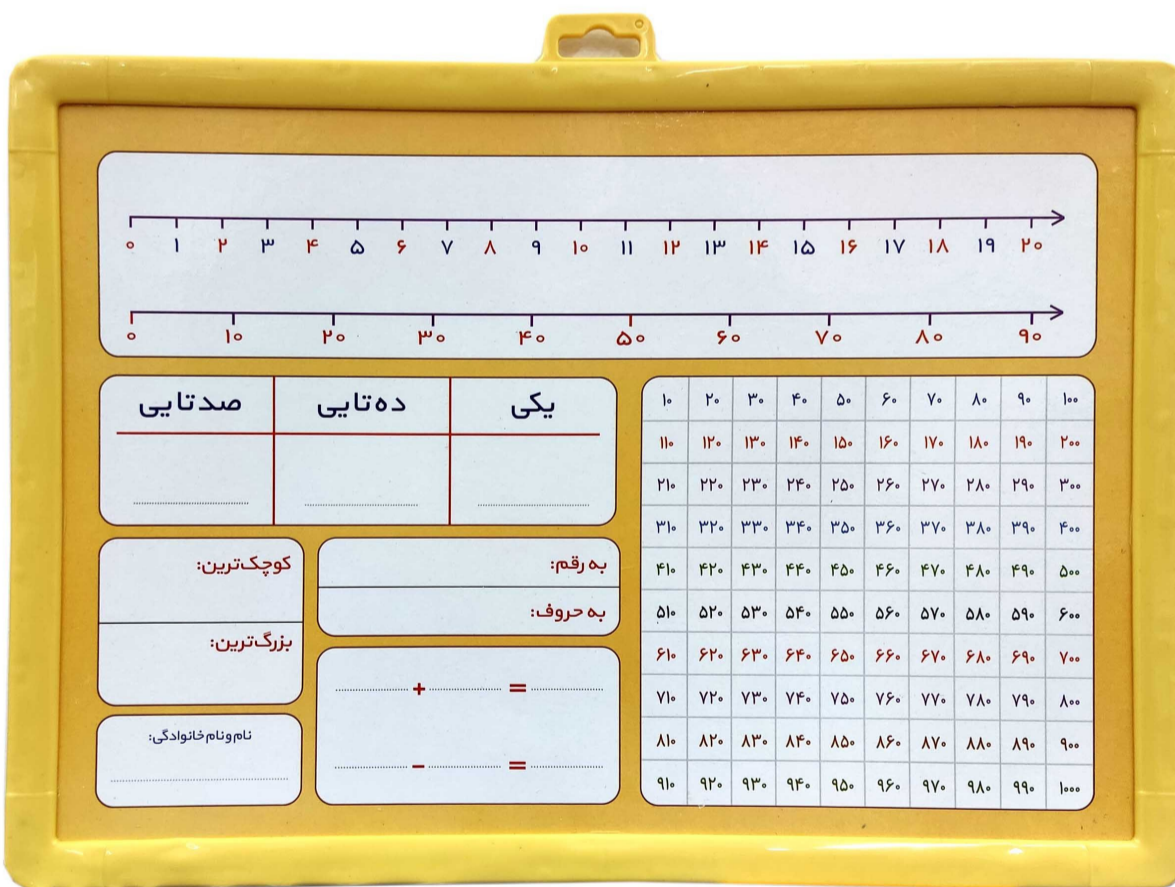 ۰ ۱ ۲ ۳ ۴ ۵ ۶ ۷ ۸ ۹ ۱۰ ۱۱ ۱۲ ۱۳ ۱۴ ۱۵ ۱۶ ۱۷ ۱۸ ۱۹ ۲۰
۰ ۱۰ ۲۰ ۳۰ ۴۰ ۵۰ ۶۰ ۷۰ ۸۰ ۹۰
یکی ده‌تایی صدتایی
به رقم:
به حروف:
کوچک‌ترین:
بزرگ‌ترین:
+ =
- =
نام و نام خانوادگی:
۱۰ ۲۰ ۳۰ ۴۰ ۵۰ ۶۰ ۷۰ ۸۰ ۹۰ ۱۰۰
۱۱۰ ۱۲۰ ۱۳۰ ۱۴۰ ۱۵۰ ۱۶۰ ۱۷۰ ۱۸۰ ۱۹۰ ۲۰۰
۲۱۰ ۲۲۰ ۲۳۰ ۲۴۰ ۲۵۰ ۲۶۰ ۲۷۰ ۲۸۰ ۲۹۰ ۳۰۰
۳۱۰ ۳۲۰ ۳۳۰ ۳۴۰ ۳۵۰ ۳۶۰ ۳۷۰ ۳۸۰ ۳۹۰ ۴۰۰
۴۱۰ ۴۲۰ ۴۳۰ ۴۴۰ ۴۵۰ ۴۶۰ ۴۷۰ ۴۸۰ ۴۹۰ ۵۰۰
۵۱۰ ۵۲۰ ۵۳۰ ۵۴۰ ۵۵۰ ۵۶۰ ۵۷۰ ۵۸۰ ۵۹۰ ۶۰۰
۶۱۰ ۶۲۰ ۶۳۰ ۶۴۰ ۶۵۰ ۶۶۰ ۶۷۰ ۶۸۰ ۶۹۰ ۷۰۰
۷۱۰ ۷۲۰ ۷۳۰ ۷۴۰ ۷۵۰ ۷۶۰ ۷۷۰ ۷۸۰ ۷۹۰ ۸۰۰
۸۱۰ ۸۲۰ ۸۳۰ ۸۴۰ ۸۵۰ ۸۶۰ ۸۷۰ ۸۸۰ ۸۹۰ ۹۰۰
۹۱۰ ۹۲۰ ۹۳۰ ۹۴۰ ۹۵۰ ۹۶۰ ۹۷۰ ۹۸۰ ۹۹۰ ۱۰۰۰